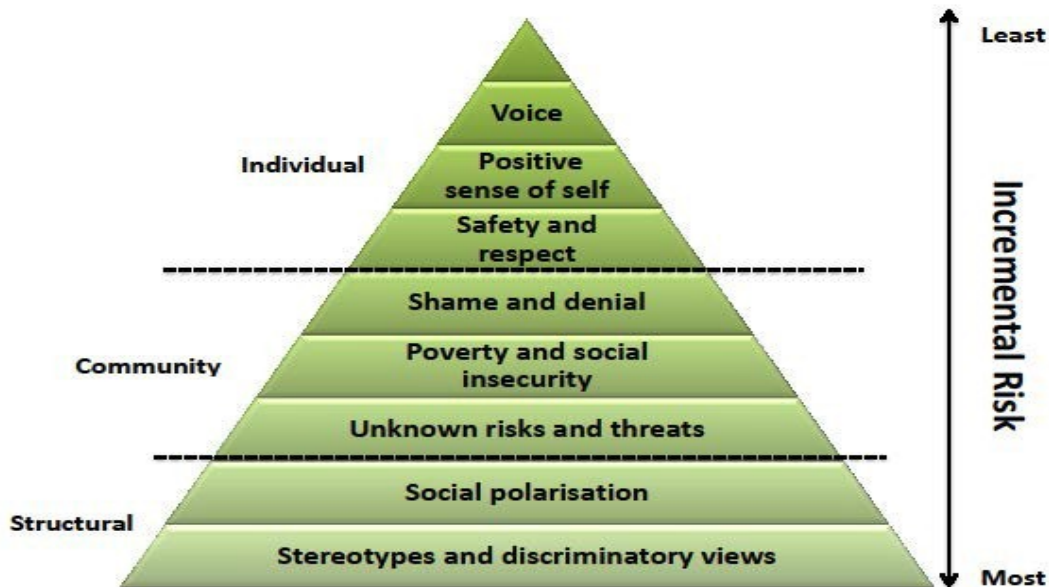 Least
Voice
Individual
Positive
sense of self
Safety and
respect
Shame and denial
Community
Poverty and social
insecurity
Incremental Risk
Unknown risks and threats
Social polarisation
Structural
Stereotypes and discriminatory views
Most